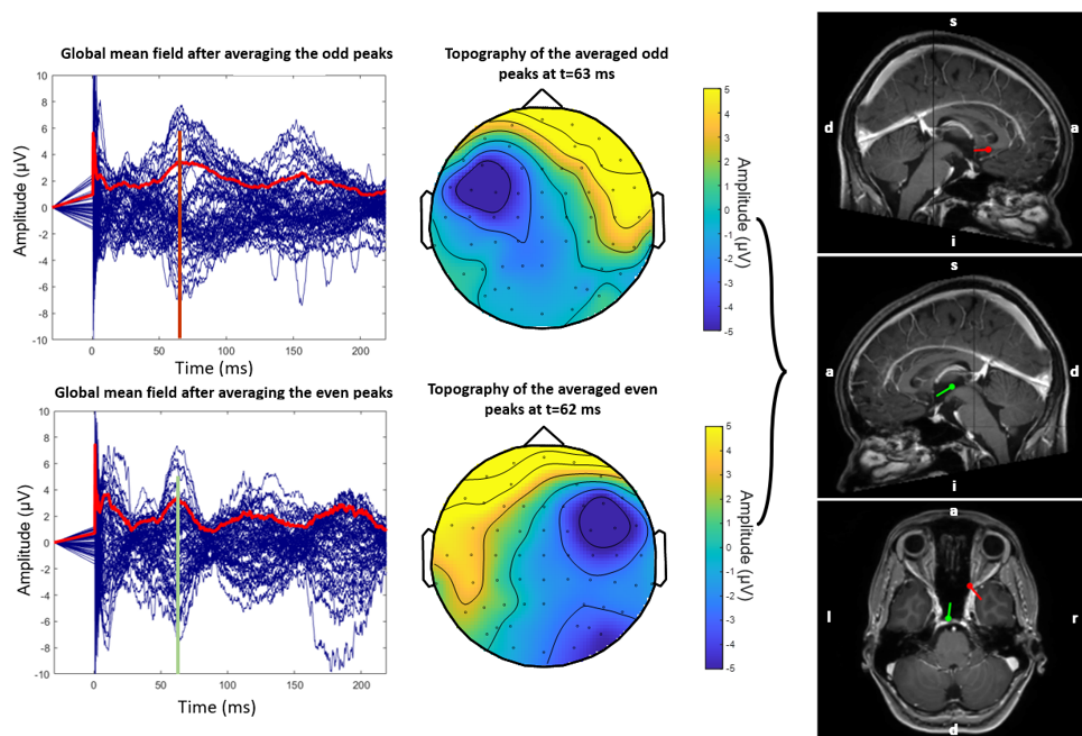 Global mean field after averaging the odd peaks
10
8
6
4
2
0
-2
-4
-6
-8
-10
Amplitude (µV)
0
50
100
150
200
Time (ms)
Topography of the averaged odd
peaks at t=63 ms
5
4
3
2
1
0
-1
-2
-3
-4
-5
Amplitude (µV)
Global mean field after averaging the even peaks
10
8
6
4
2
0
-2
-4
-6
-8
-10
Amplitude (µV)
0
50
100
150
200
Time (ms)
Topography of the averaged even
peaks at t=62 ms
5
4
3
2
1
0
-1
-2
-3
-4
-5
Amplitude (µV)
s
d
a
i
s
a
d
i
a
l
r
d